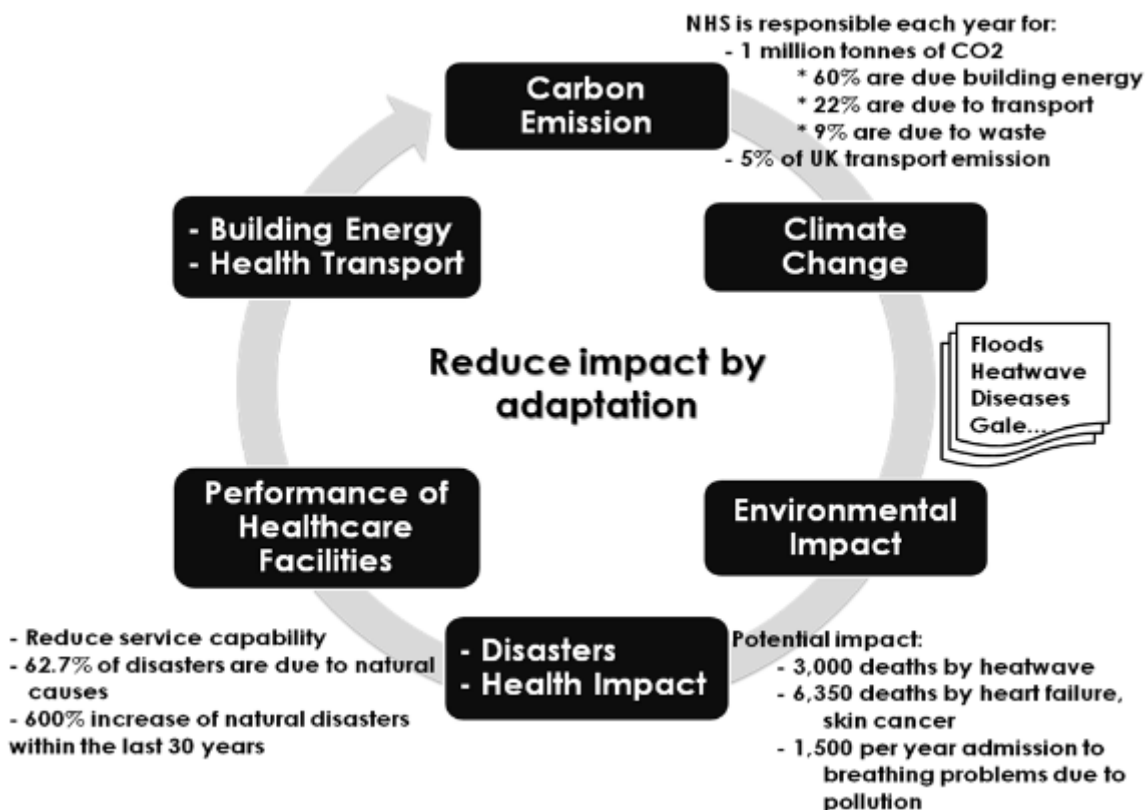 NHS is responsible each year for:
- 1 million tonnes of CO2
* 60% are due building energy
* 22% are due to transport
* 9% are due to waste
- 5% of UK transport emission
Carbon
Emission
Climate
Change
Floods
Heatwave
Diseases
Gale...
Environmental
Impact
Potential impact:
- 3,000 deaths by heatwave
- 6,350 deaths by heart failure,
skin cancer
- 1,500 per year admission to
breathing problems due to
pollution
- Disasters
- Health Impact
- Reduce service capability
- 62.7% of disasters are due to natural
causes
- 600% increase of natural disasters
within the last 30 years
Performance of
Healthcare
Facilities
- Building Energy
- Health Transport
Reduce impact by
adaptation